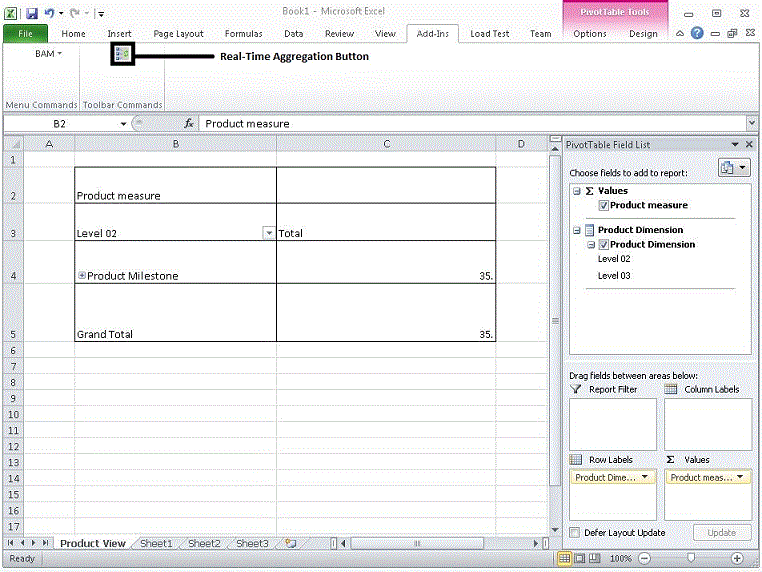 Book1 - Microsoft Excel
PivotTable Tools
File Home Insert Page Layout Formulas Data Review View Add-Ins Load Test Team Options Design
BAM
Real-Time Aggregation Button
Menu Commands Toolbar Commands
B2 fx Product measure
A B C D
1
2 Product measure
3 Level 02 Total
4 Product Milestone 35.
5 Grand Total 35.
6
7
8
9
10
11
12
13
14
15
16
17
PivotTable Field List
Choose fields to add to report:
Σ Values
Product measure
Product Dimension
Product Dimension
Level 02
Level 03
Drag fields between areas below:
Report Filter Column Labels
Row Labels Σ Values
Product Dime... Product meas...
Defer Layout Update Update
Product View Sheet1 Sheet2 Sheet3
Ready 100%